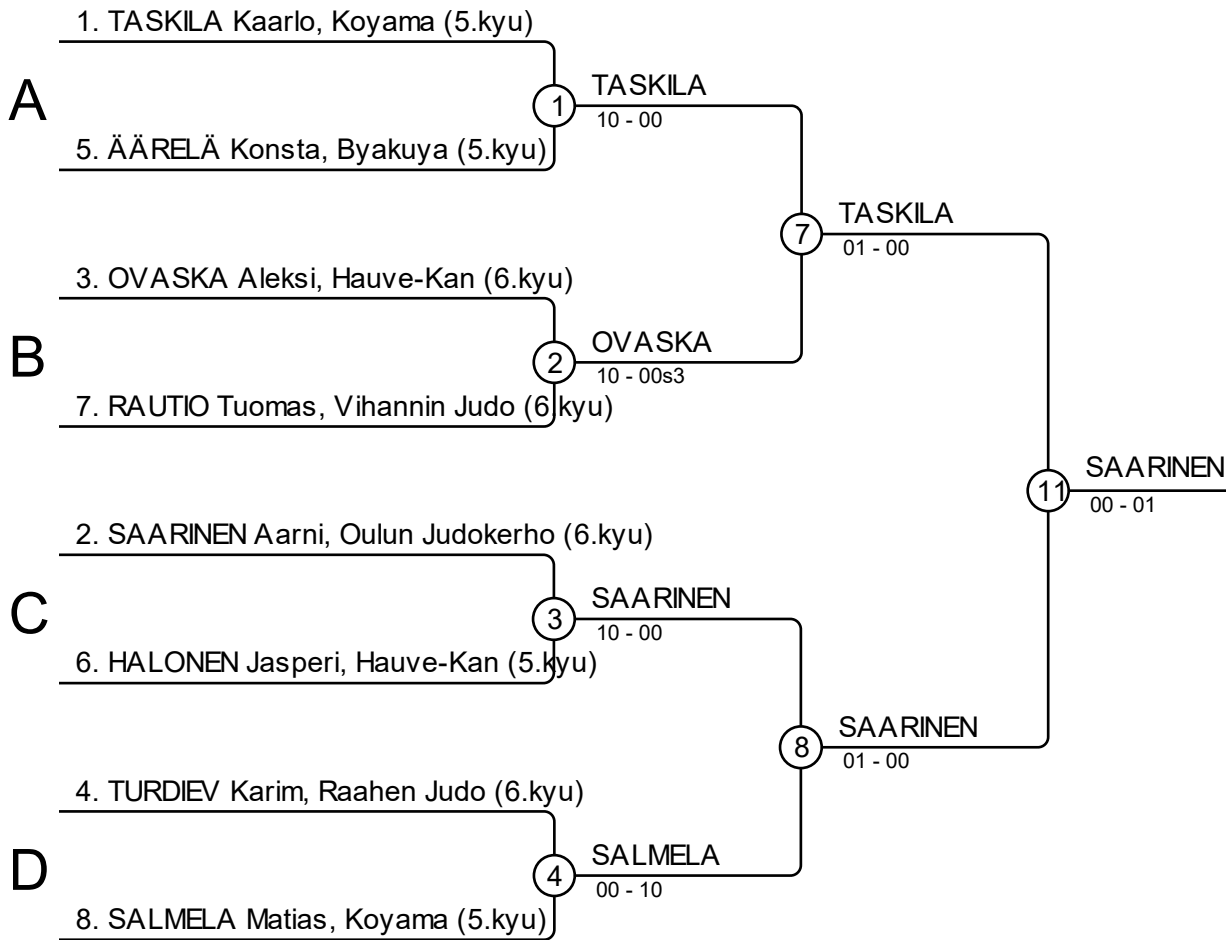 1. TASKILA Kaarlo, Koyama (5.kyu)
A
1
TASKILA
10 - 00
5. ÄÄRELÄ Konsta, Byakuya (5.kyu)
7
TASKILA
01 - 00
3. OVASKA Aleksi, Hauve-Kan (6.kyu)
B
2
OVASKA
10 - 00s3
7. RAUTIO Tuomas, Vihannin Judo (6.kyu)
11
SAARINEN
00 - 01
2. SAARINEN Aarni, Oulun Judokerho (6.kyu)
C
3
SAARINEN
10 - 00
6. HALONEN Jasperi, Hauve-Kan (5.kyu)
8
SAARINEN
01 - 00
4. TURDIEV Karim, Raahen Judo (6.kyu)
D
4
SALMELA
00 - 10
8. SALMELA Matias, Koyama (5.kyu)